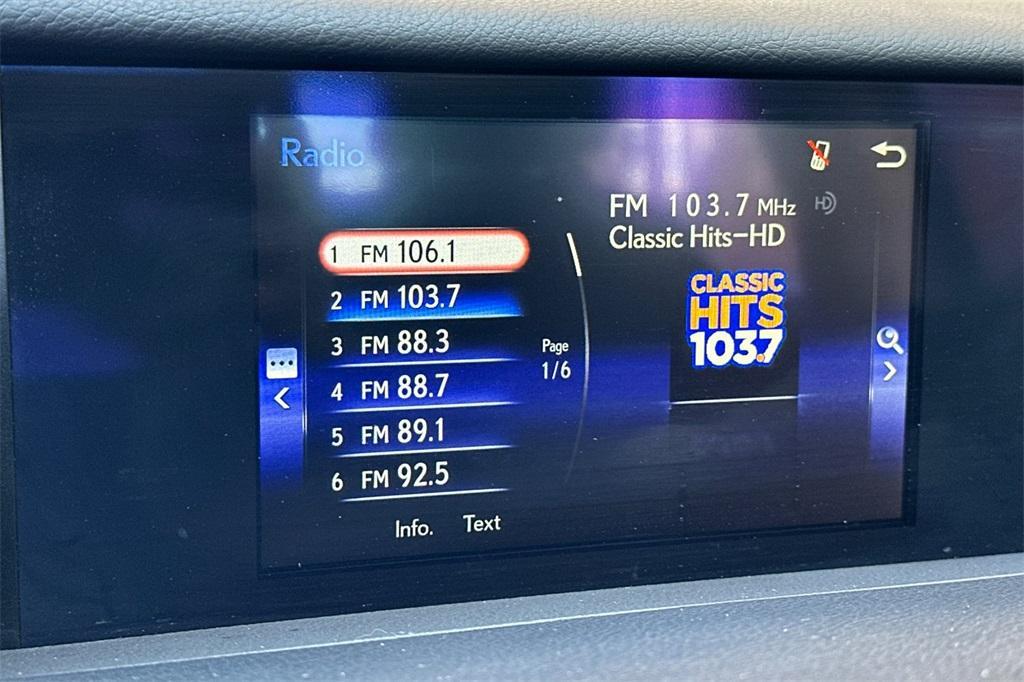 Radio
FM 103.7 MHz HD
Classic Hits-HD
1 FM 106.1
2 FM 103.7
3 FM 88.3
4 FM 88.7
5 FM 89.1
6 FM 92.5
Page
1/6
CLASSIC
HITS
103.7
Info. Text